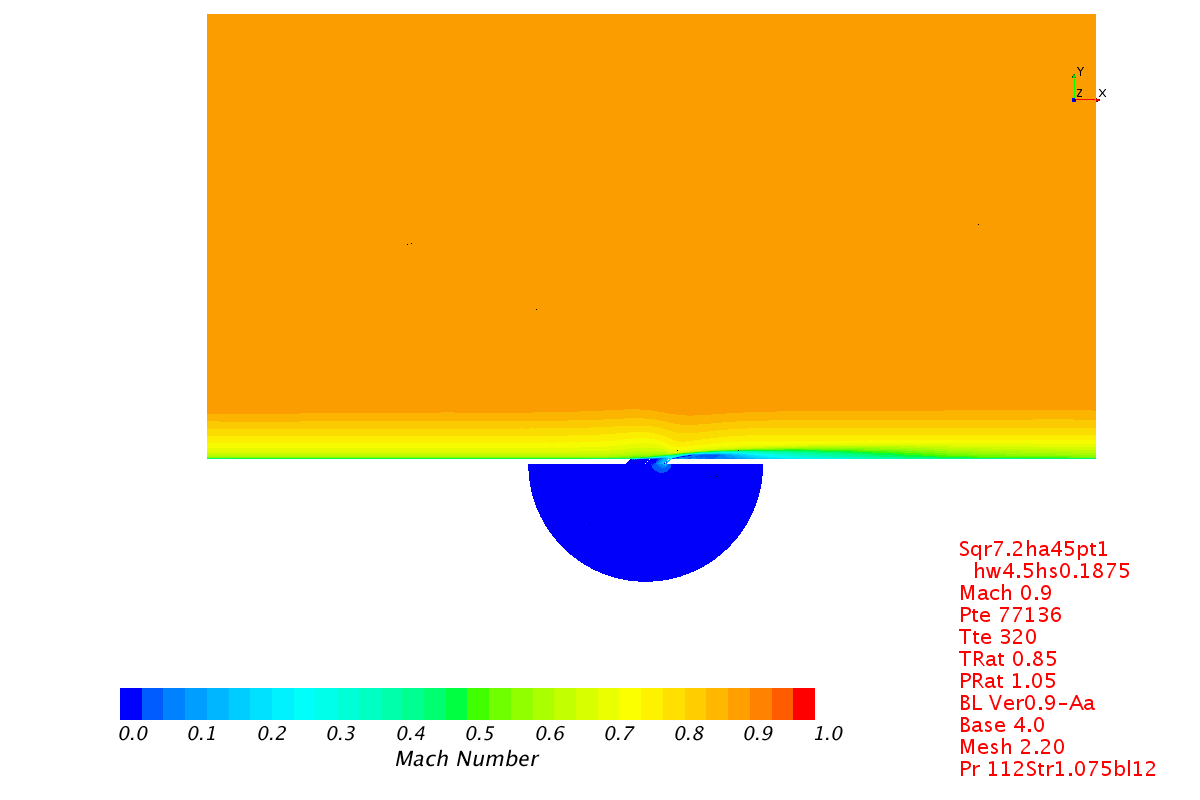 Y
Z X
Sqr7.2ha45pt1
hw4.5hs0.1875
Mach 0.9
Pte 77136
Tte 320
TRat 0.85
PRat 1.05
BL Ver0.9-Aa
Base 4.0
Mesh 2.20
Pr 112Str1.075bl12
0.0 0.1 0.2 0.3 0.4 0.5 0.6 0.7 0.8 0.9 1.0
Mach Number